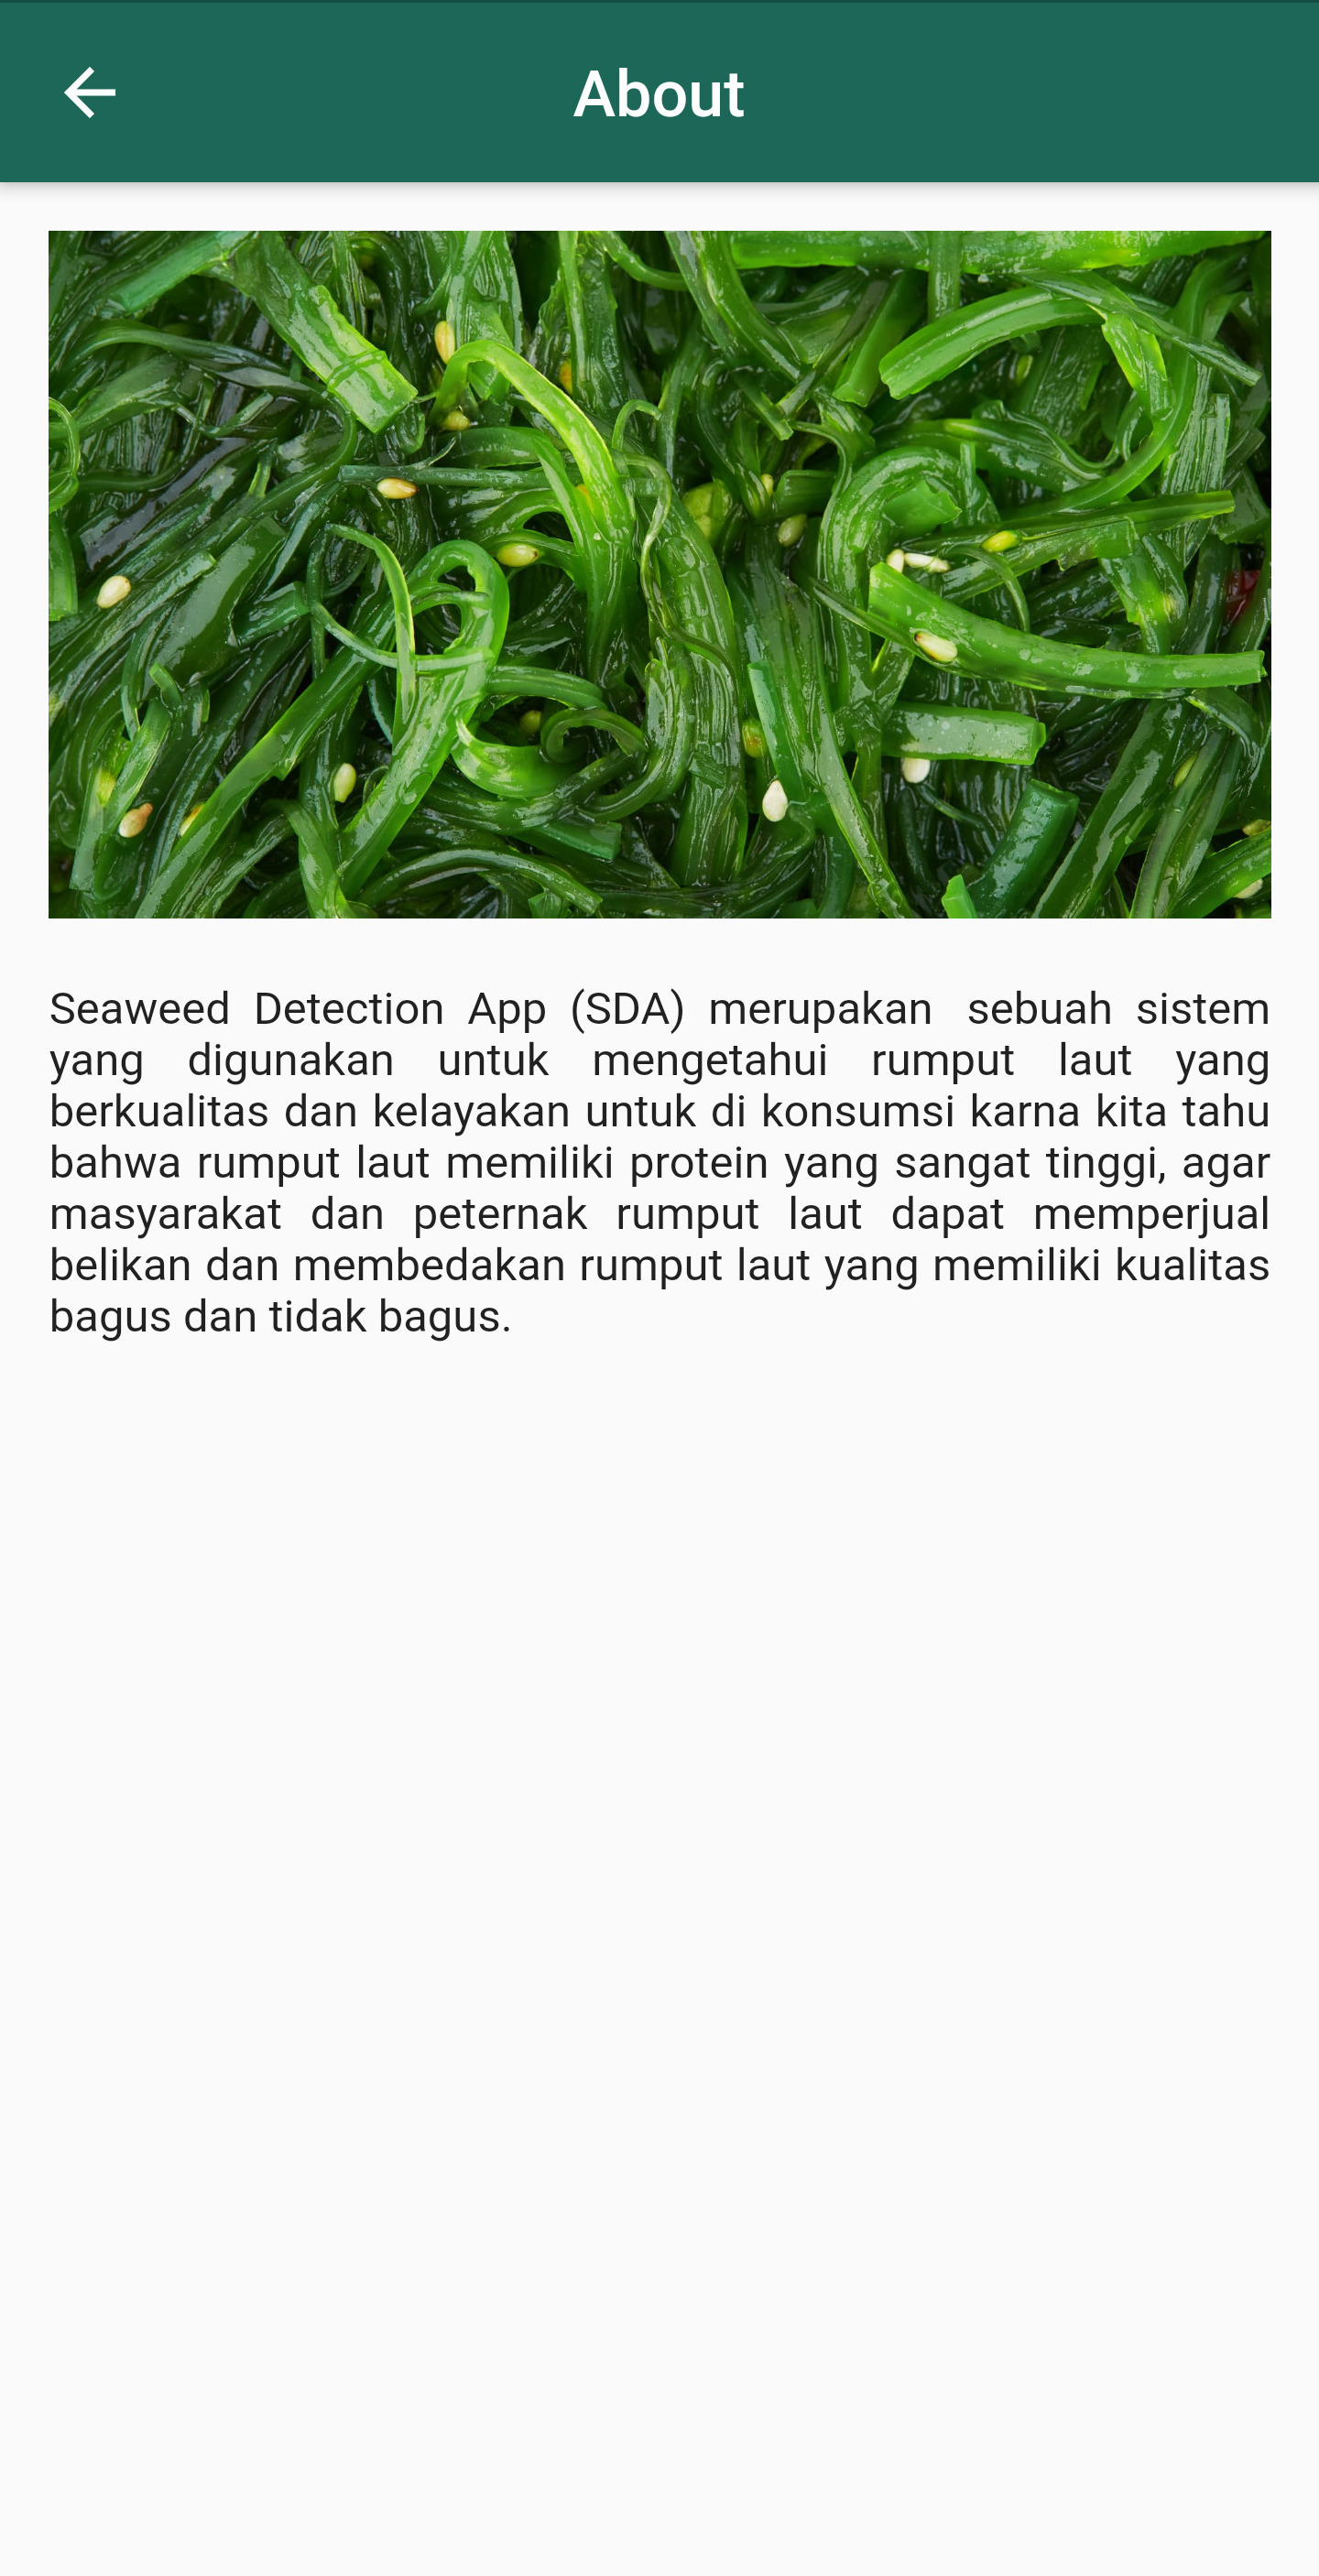 About
Seaweed Detection App (SDA) merupakan sebuah sistem
yang digunakan untuk mengetahui rumput laut yang
berkualitas dan kelayakan untuk di konsumsi karna kita tahu
bahwa rumput laut memiliki protein yang sangat tinggi, agar
masyarakat dan peternak rumput laut dapat memperjual
belikan dan membedakan rumput laut yang memiliki kualitas
bagus dan tidak bagus.